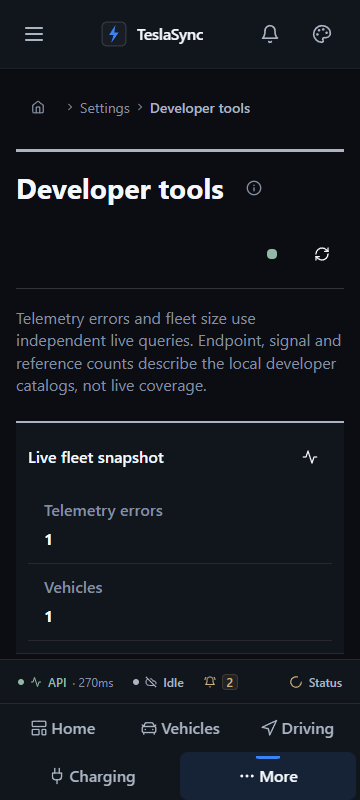 TeslaSync
Settings
Developer tools
Developer tools
Telemetry errors and fleet size use
independent live queries. Endpoint, signal and
reference counts describe the local developer
catalogs, not live coverage.
Live fleet snapshot
Telemetry errors
1
Vehicles
1
API · 270ms
Idle
2
Status
Home
Vehicles
Driving
Charging
More